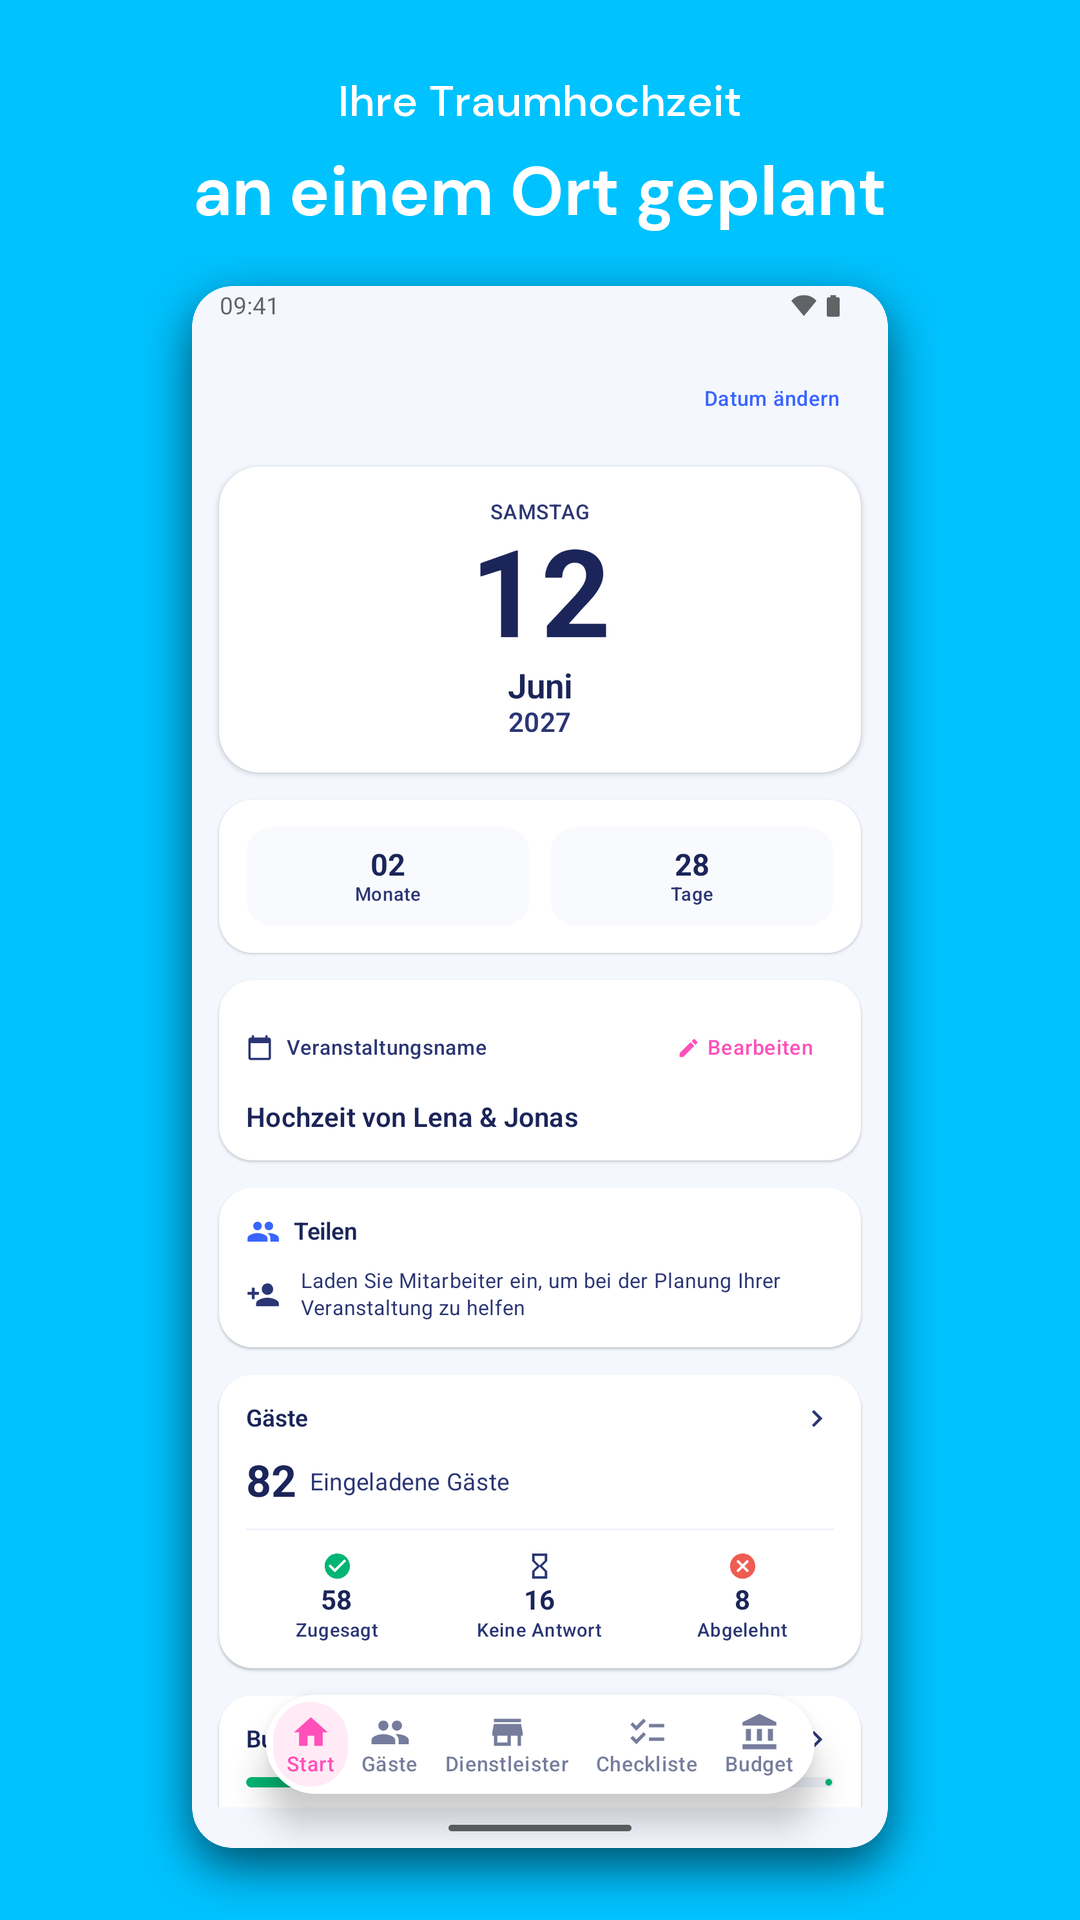 Ihre Traumhochzeit
an einem Ort geplant
09:41
Datum ändern
SAMSTAG
12
Juni
2027
02
Monate
28
Tage
Veranstaltungsname
Bearbeiten
Hochzeit von Lena & Jonas
Teilen
Laden Sie Mitarbeiter ein, um bei der Planung Ihrer
Veranstaltung zu helfen
Gäste
82 Eingeladene Gäste
58
Zugesagt
16
Keine Antwort
8
Abgelehnt
Start
Gäste
Dienstleister
Checkliste
Budget